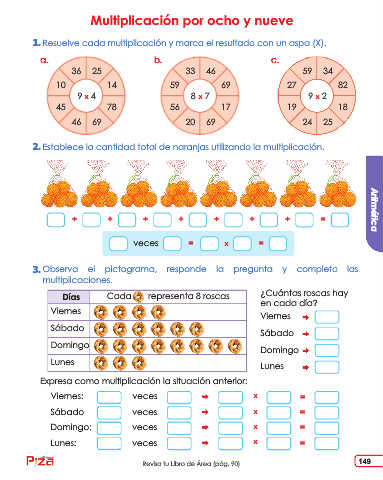 Multiplicación por ocho y nueve
1. Resuelve cada multiplicación y marca el resultado con un aspa (X).
a. b. c.
36 25 14 78 69 46 45 10
9 x 4
33 46 69 17 69 20 56 59
8 x 7
59 34 82 18 25 24 19 27
9 x 2
2. Establece la cantidad total de naranjas utilizando la multiplicación.
+ + + + + + + =
veces = x =
Aritmética
3. Observa el pictograma, responde la pregunta y completa las
multiplicaciones.
Días Cada representa 8 roscas
Viernes
Sábado
Domingo
Lunes
¿Cuántas roscas hay
en cada día?
Viernes ➜
Sábado ➜
Domingo ➜
Lunes ➜
Expresa como multiplicación la situación anterior:
Viernes: veces ➜ x =
Sábado veces ➜ x =
Domingo: veces ➜ x =
Lunes: veces ➜ x =
Revisa tu Libro de Área (pág. 90)
149